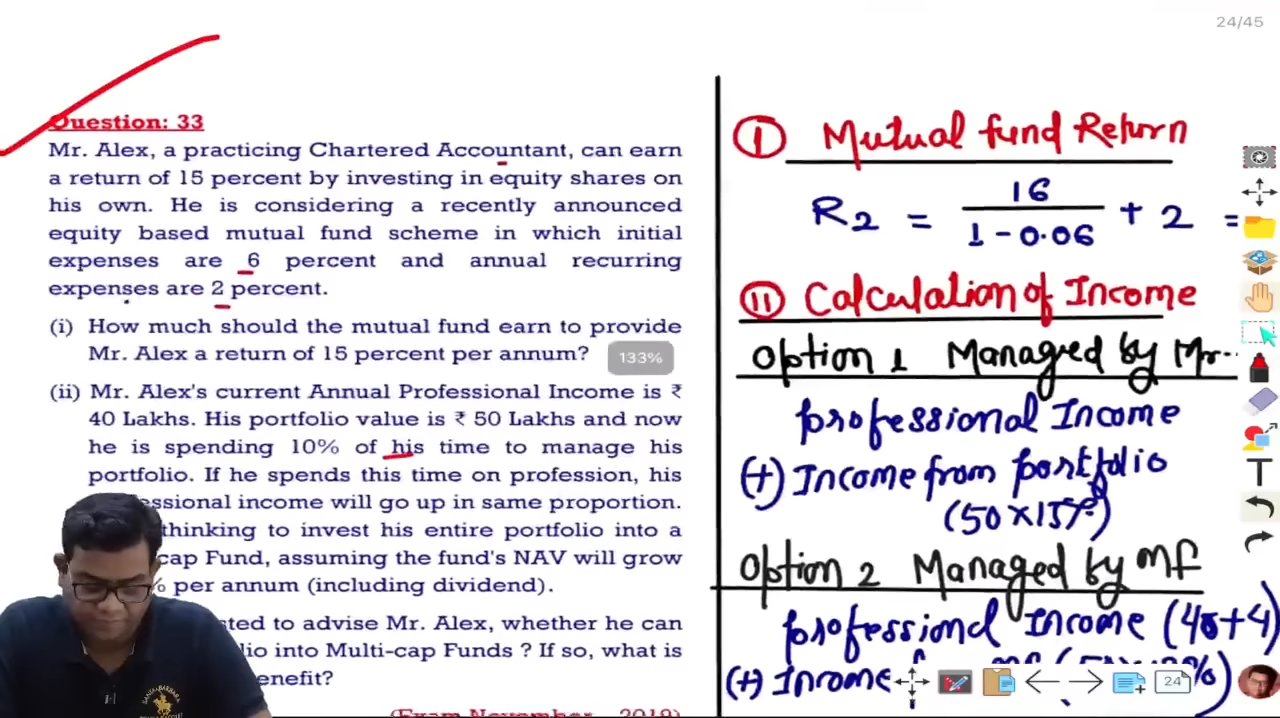 24/45
Question: 33
Mr. Alex, a practicing Chartered Accountant, can earn
a return of 15 percent by investing in equity shares on
his own. He is considering a recently announced
equity based mutual fund scheme in which initial
expenses are 6 percent and annual recurring
expenses are 2 percent.
(i) How much should the mutual fund earn to provide
Mr. Alex a return of 15 percent per annum?
133%
(ii) Mr. Alex's current Annual Professional Income is ₹
40 Lakhs. His portfolio value is ₹ 50 Lakhs and now
he is spending 10% of his time to manage his
portfolio. If he spends this time on profession, his
essional income will go up in same proportion.
thinking to invest his entire portfolio into a
cap Fund, assuming the fund's NAV will grow
% per annum (including dividend).
ted to advise Mr. Alex, whether he can
lio into Multi-cap Funds ? If so, what is
enefit?
(Exam November - 2019)
I Mutual fund Return
R2 = 16 / 1 - 0.06 + 2 =
II Calculation of Income
Option 1 Managed by Mr.
professional Income
(+) Income from portfolio
(50×15%)
Option 2 Managed by MF
professional Income (40+4)
(+) Income
24
T
SANTA BARBARA